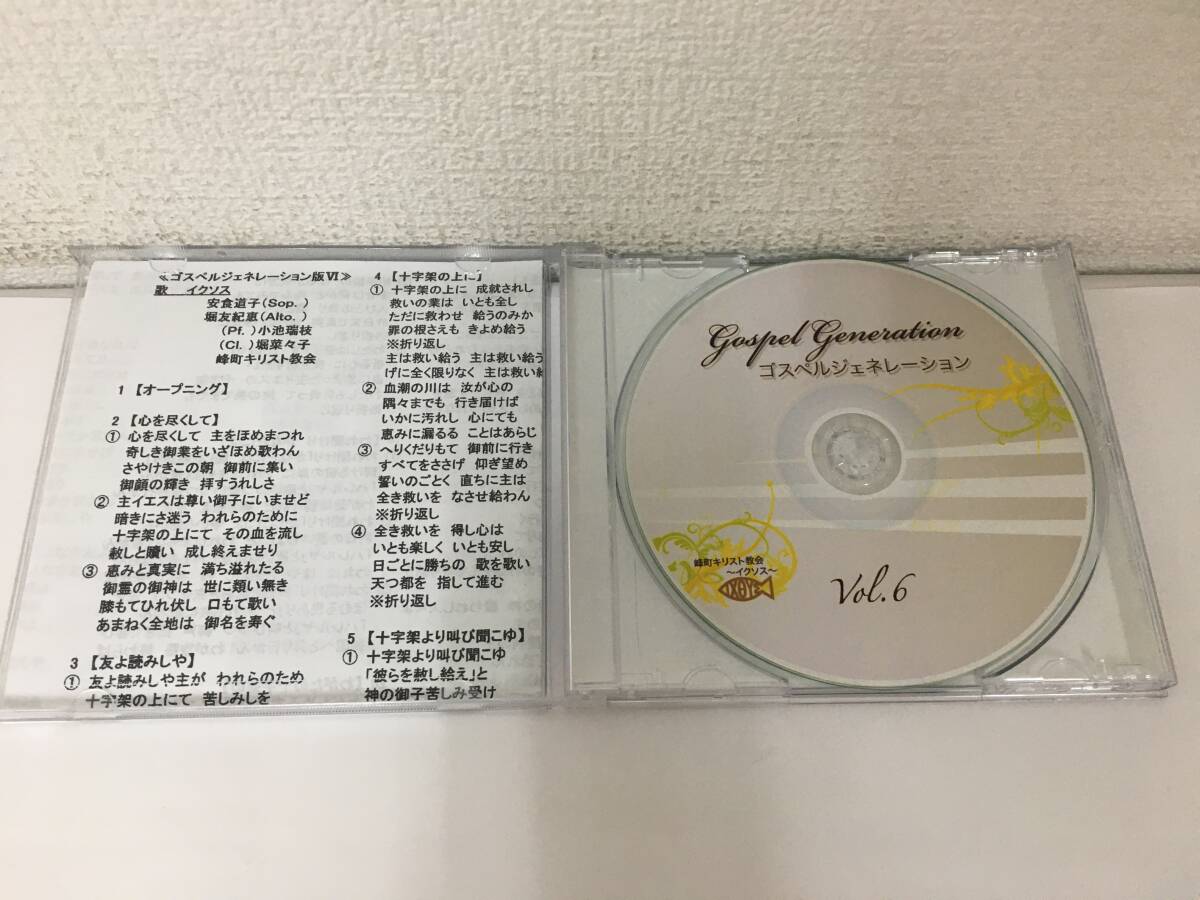 ≪ゴスペルジェネレーション版Ⅵ≫
歌 イクソス
安食道子(Sop.)
堀友紀恵(Alto.)
(Pf.)小池瑞枝
(Cl.)堀菜々子
峰町キリスト教会
1 【オープニング】
2 【心を尽くして】
① 心を尽くして 主をほめまつれ
奇しき御業をいざほめ歌わん
さやけきこの朝 御前に集い
御顔の輝き 拝すうれしさ
② 主イエスは尊い御子にいませど
暗きにさ迷う われらのために
十字架の上にて その血を流し
赦しと贖い 成し終えませり
③ 恵みと真実に 満ち溢れたる
御霊の御神は 世に類い無き
膝もてひれ伏し 口もて歌い
あまねく全地は 御名を寿ぐ
3 【友よ読みしや】
① 友よ読みしや主が われらのため
十字架の上にて 苦しみしを
4 【十字架の上に】
① 十字架の上に 成就されし
救いの業は いとも全し
ただに救わせ 給うのみか
罪の根さえも きよめ給う
※折り返し
主は救い給う 主は救い給う
げに全く限りなく 主は救い給
② 血潮の川は 汝が心の
隅々までも 行き届けば
いかに汚れし 心にても
恵みに漏るる ことはあらじ
③ へりくだりもて 御前に行き
すべてをささげ 仰ぎ望め
誓いのごとく 直ちに主は
全き救いを なさせ給わん
※折り返し
④ 全き救いを 得し心は
いとも楽しく いとも安し
日ごとに勝ちの 歌を歌い
天つ都を 指して進む
※折り返し
5 【十字架より叫び聞こゆ】
① 十字架より叫び聞こゆ
「彼らを赦し給え」と
神の御子苦しみ受け
Gospel Generation
ゴスペルジェネレーション
峰町キリスト教会
～イクソス～
ΙΧΘΥΣ
Vol.6